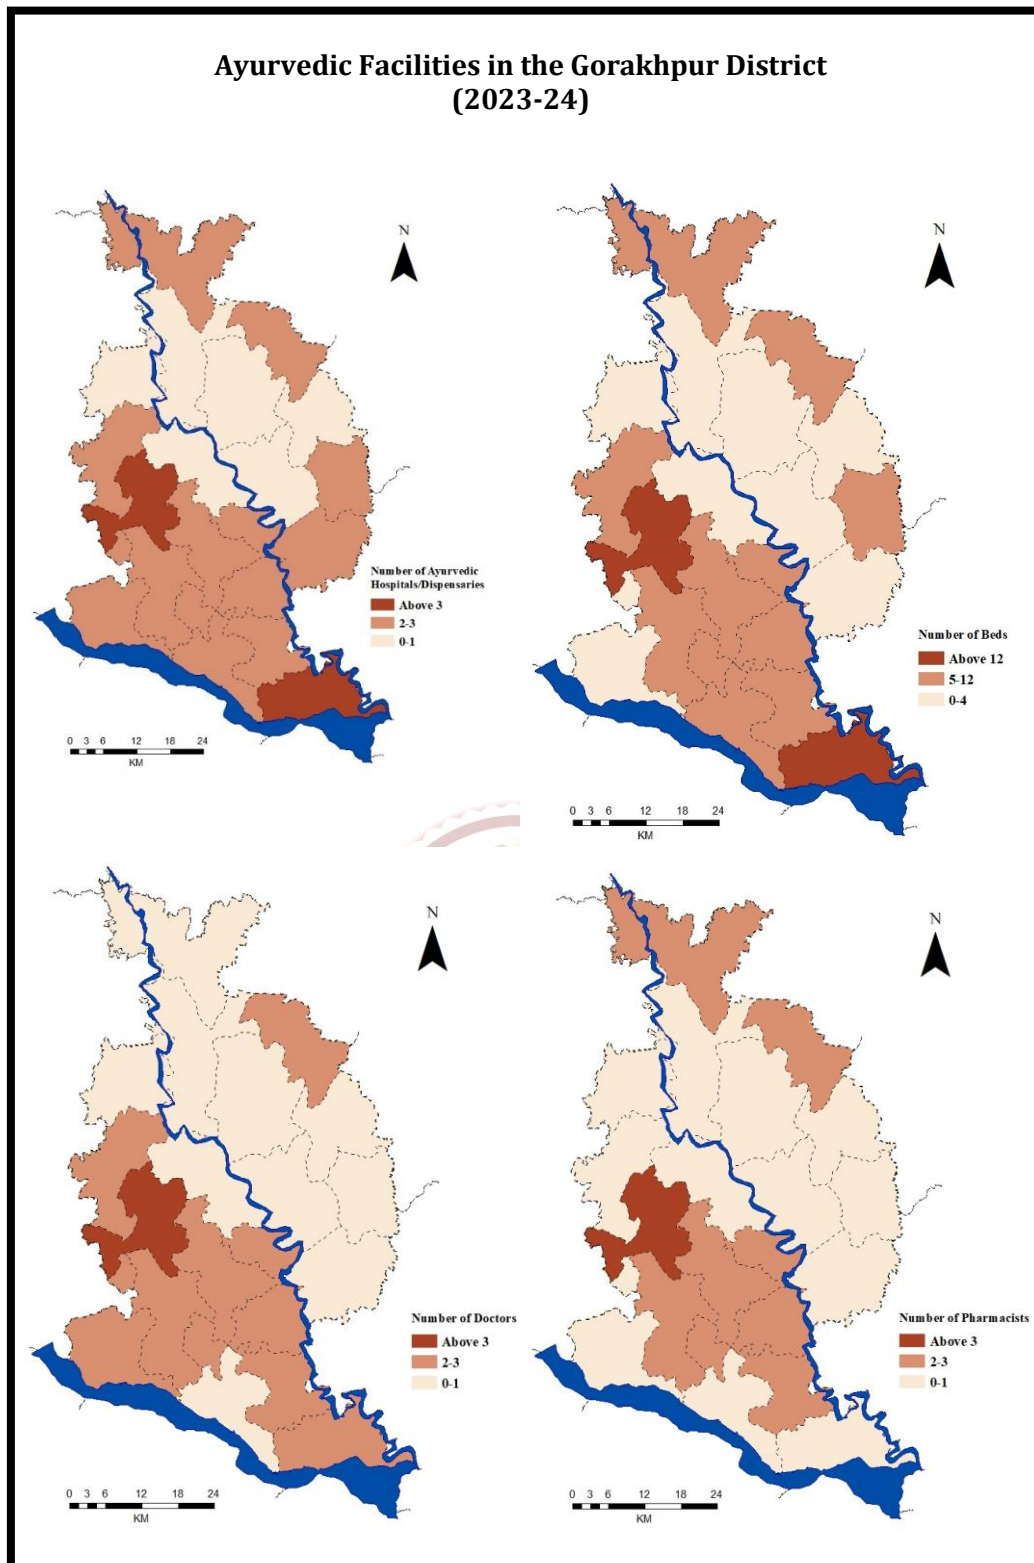 Ayurvedic Facilities in the Gorakhpur District
(2023-24)
N
Number of Ayurvedic
Hospitals/Dispensaries
Above 3
2-3
0-1
0 3 6 12 18 24
KM
N
Number of Beds
Above 12
5-12
0-4
0 3 6 12 18 24
KM
N
Number of Doctors
Above 3
2-3
0-1
0 3 6 12 18 24
KM
N
Number of Pharmacists
Above 3
2-3
0-1
0 3 6 12 18 24
KM